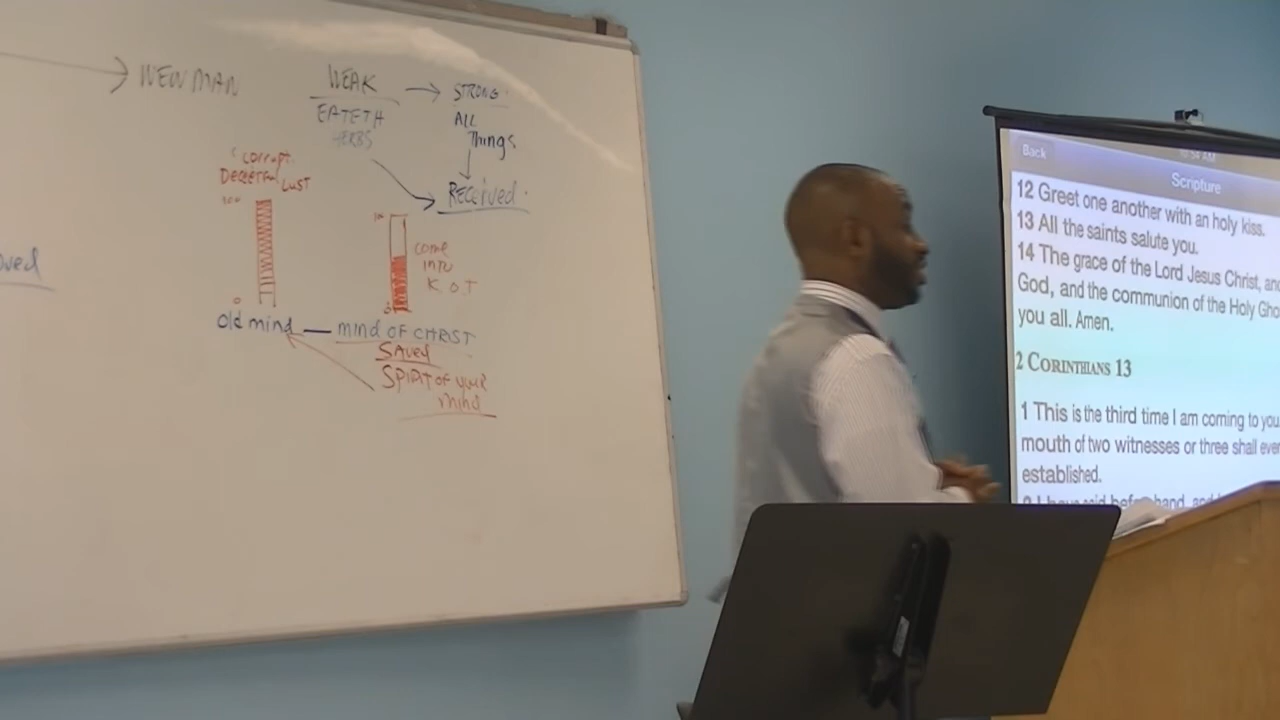 NEW MAN
WEAK
EATETH
HERBS
STRONG
ALL
Things
Received
Corrupt
Deceitful LUST
100
0
Old mind
come
INTO
K.O.T
mind OF CHRIST
SAVED
SPIRIT OF your
mind
Back
Scripture
12 Greet one another with an holy kiss.
13 All the saints salute you.
14 The grace of the Lord Jesus Christ, and
God, and the communion of the Holy Gho
you all. Amen.
2 CORINTHIANS 13
1 This is the third time I am coming to you.
mouth of two witnesses or three shall ever
established.